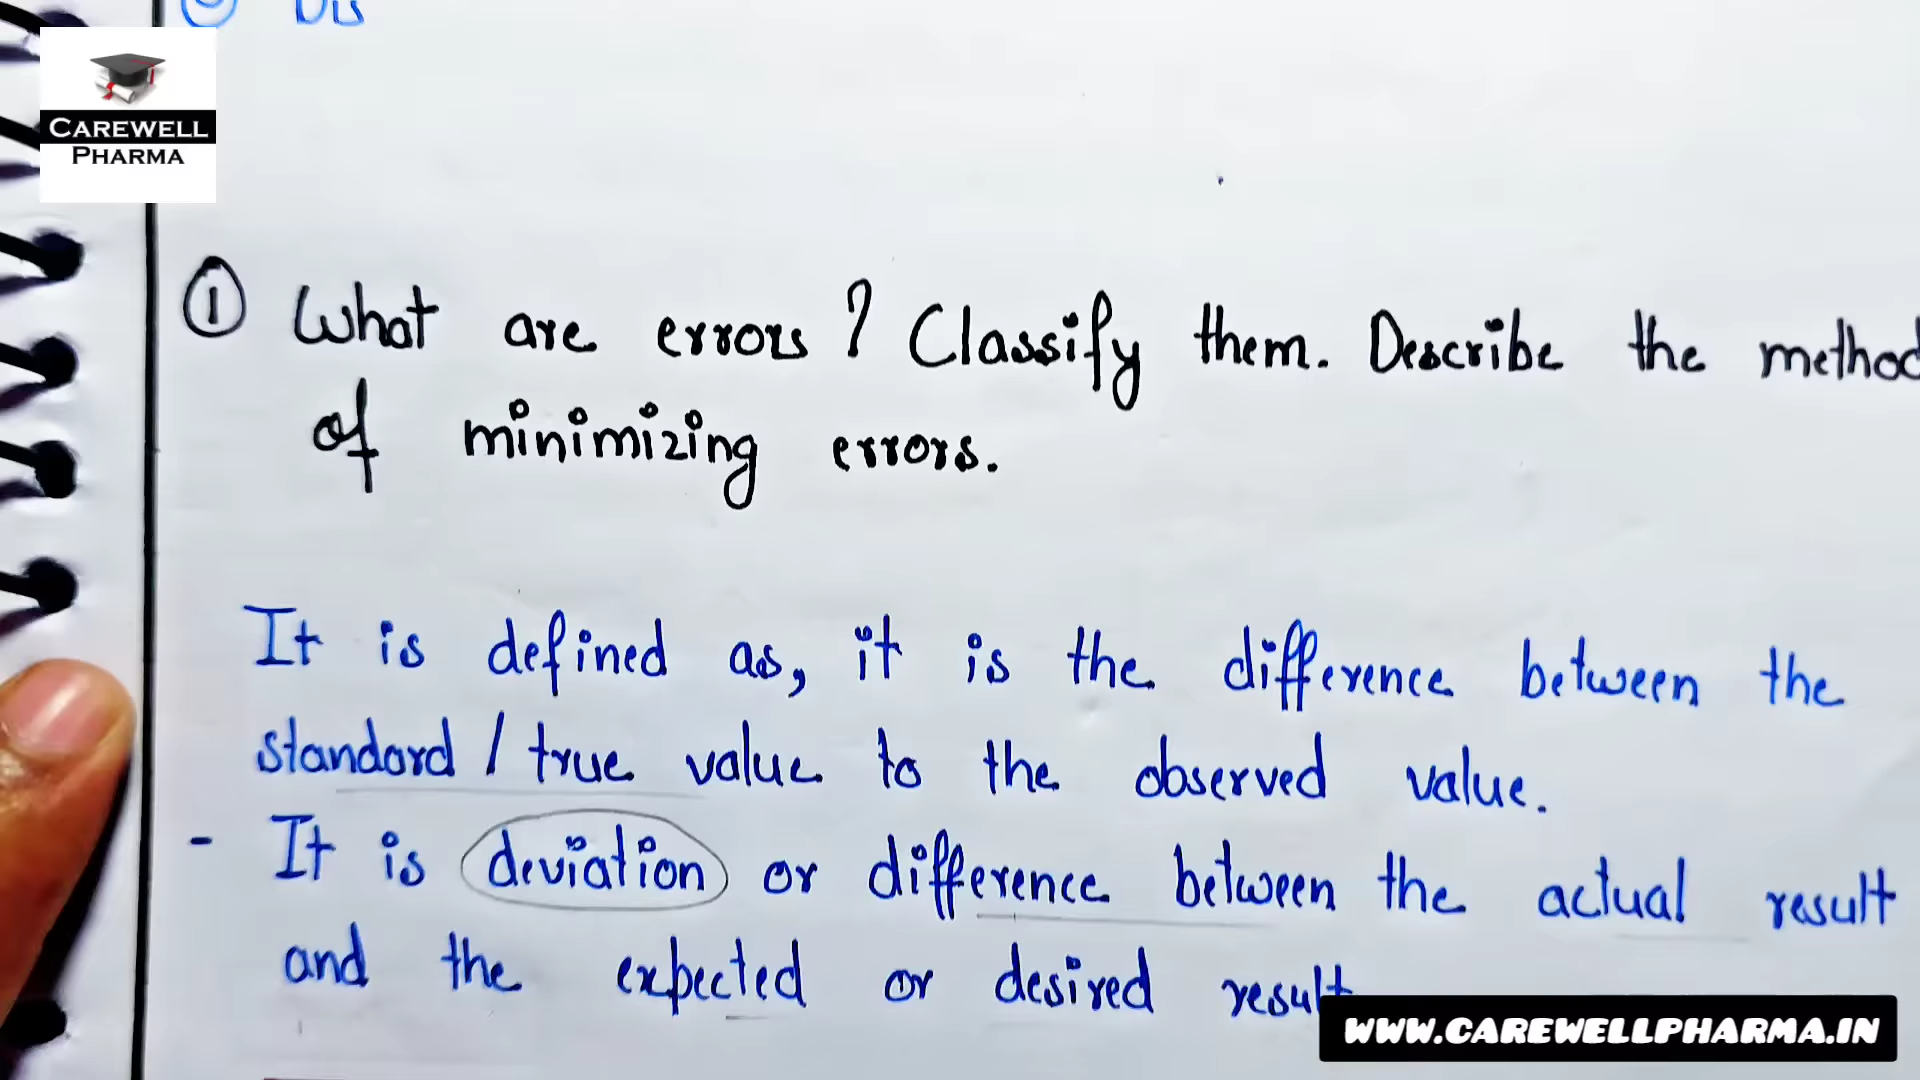 Dis
CAREWELL
PHARMA
① What are errors? Classify them. Describe the method
of minimizing errors.
It is defined as, it is the difference between the
standard / true value to the observed value.
- It is deviation or difference between the actual result
and the expected or desired result
WWW.CAREWELLPHARMA.IN